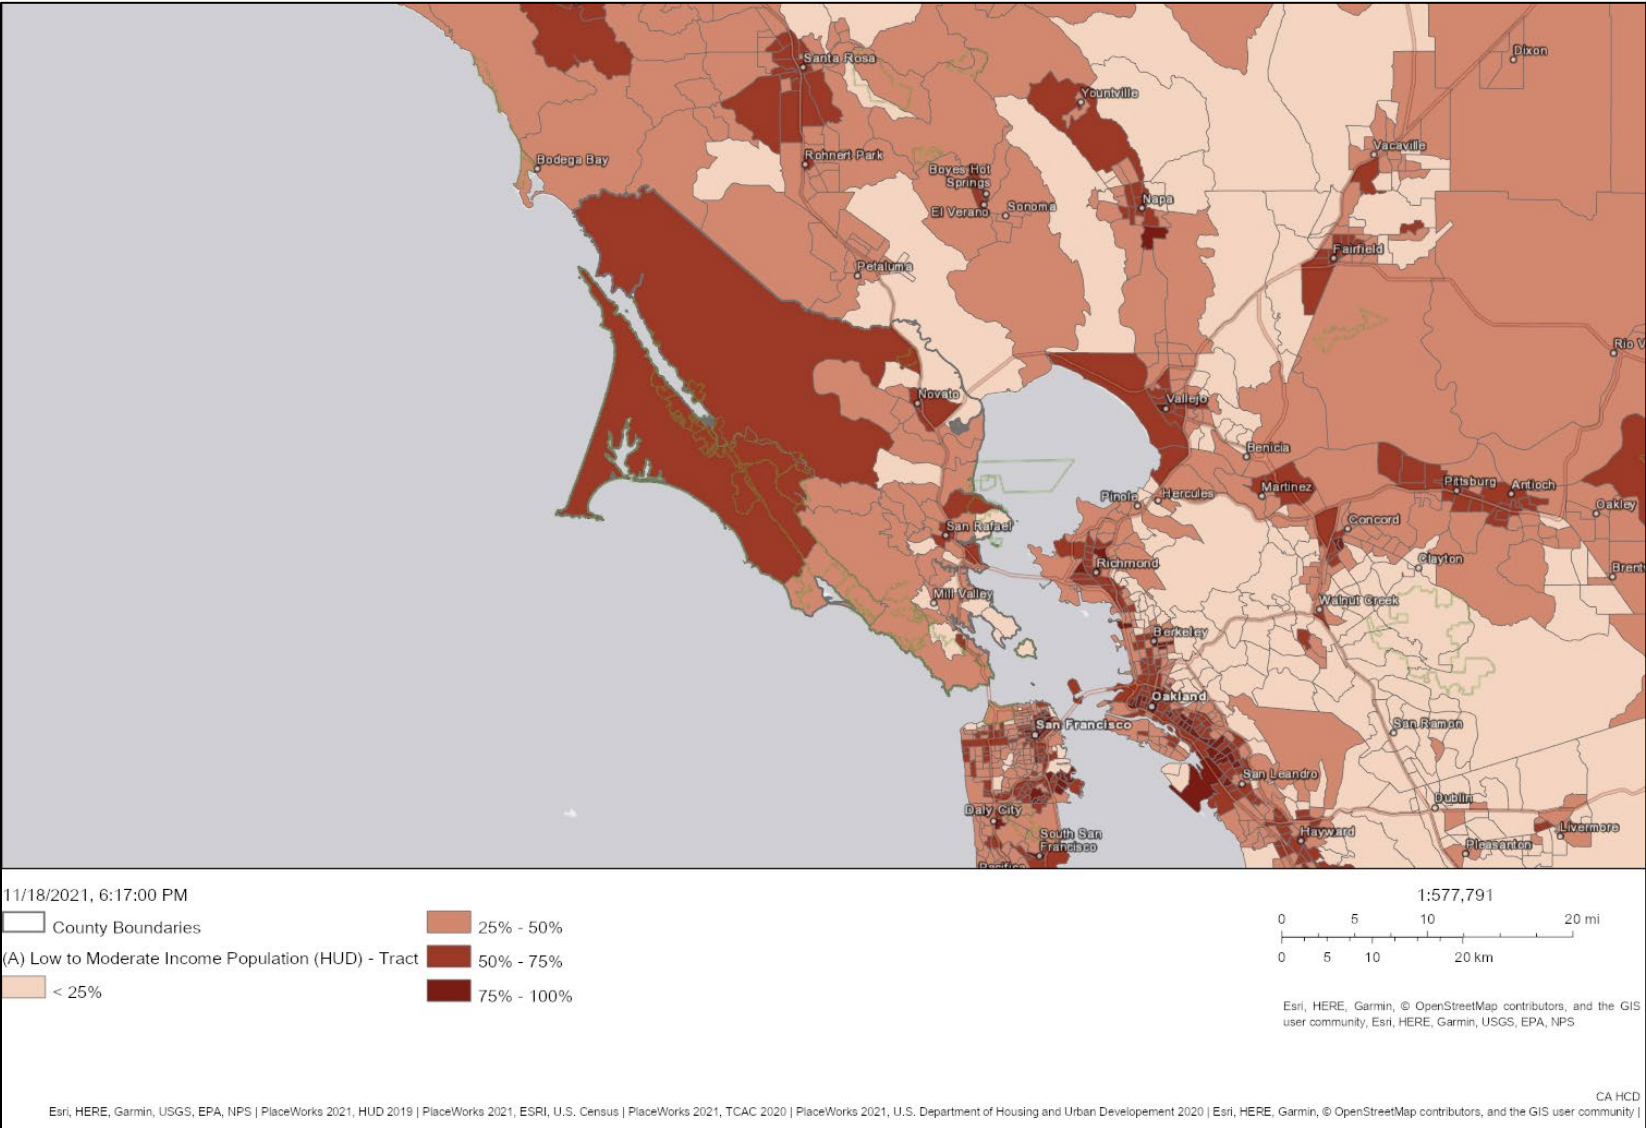 Santa Rosa
Dixon
Yountville
Bodega Bay
Rohnert Park
Vacaville
Boyes Hot
Springs
El Verano
Sonoma
Napa
Fairfield
Petaluma
Rio V
Novato
Vallejo
Benicia
Pinole
Hercules
Martinez
Pittsburg
Antioch
Oakley
San Rafael
Concord
Richmond
Clayton
Brent
Mill Valley
Walnut Creek
Berkeley
Oakland
San Francisco
San Ramon
San Leandro
Daly City
Dublin
South San
Francisco
Hayward
Livermore
Pleasanton
Pacifica
11/18/2021, 6:17:00 PM
County Boundaries
(A) Low to Moderate Income Population (HUD) - Tract
< 25%
25% - 50%
50% - 75%
75% - 100%
1:577,791
0 5 10 20 mi
0 5 10 20 km
Esri, HERE, Garmin, © OpenStreetMap contributors, and the GIS
user community, Esri, HERE, Garmin, USGS, EPA, NPS
CA HCD
Esri, HERE, Garmin, USGS, EPA, NPS | PlaceWorks 2021, HUD 2019 | PlaceWorks 2021, ESRI, U.S. Census | PlaceWorks 2021, TCAC 2020 | PlaceWorks 2021, U.S. Department of Housing and Urban Developement 2020 | Esri, HERE, Garmin, © OpenStreetMap contributors, and the GIS user community |